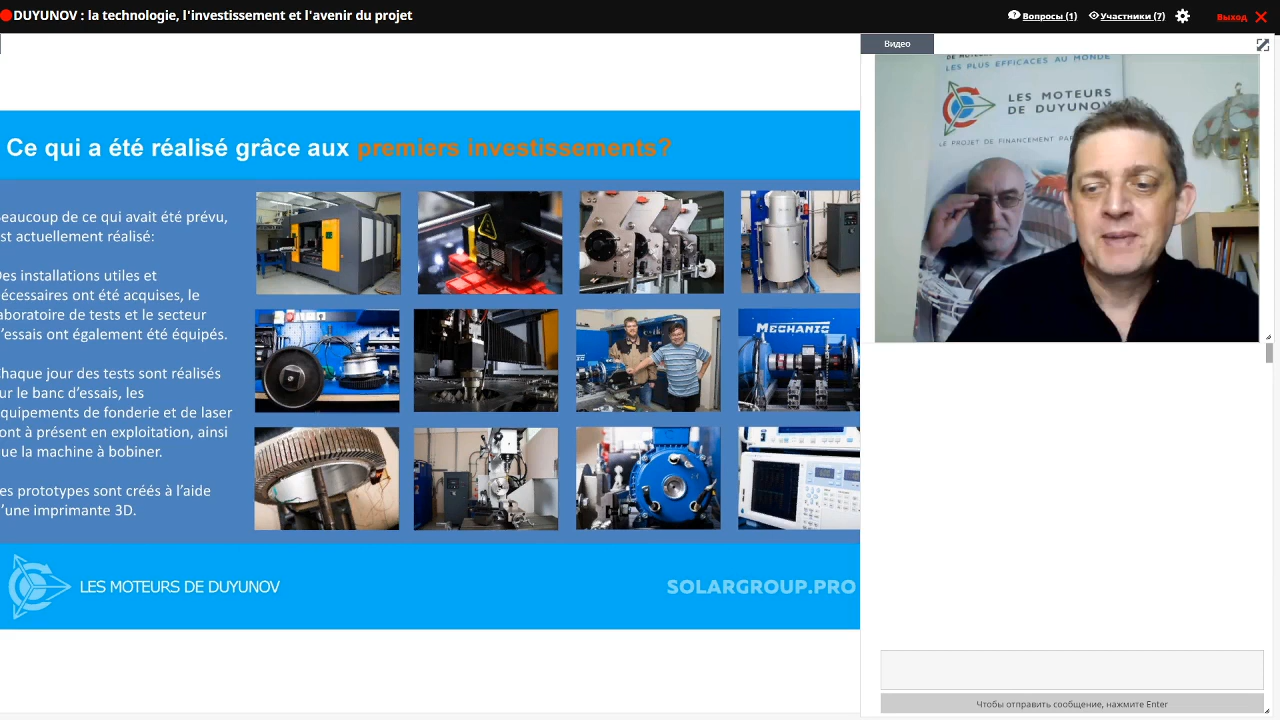 DUYUNOV : la technologie, l'investissement et l'avenir du projet
Вопросы (1)
Участники (7)
Выход
Видео
LES PLUS EFFICACES AU MONDE
LES MOTEURS
DE DUYUNOV
LE PROJET DE FINANCEMENT PAR
Ce qui a été réalisé grâce aux premiers investissements?
eaucoup de ce qui avait été prévu,
st actuellement réalisé:
es installations utiles et
écessaires ont été acquises, le
aboratoire de tests et le secteur
'essais ont également été équipés.
haque jour des tests sont réalisés
ur le banc d'essais, les
quipements de fonderie et de laser
ont à présent en exploitation, ainsi
ue la machine à bobiner.
es prototypes sont créés à l'aide
'une imprimante 3D.
MECHANIC
LES MOTEURS DE DUYUNOV
SOLARGROUP.PRO
Чтобы отправить сообщение, нажмите Enter